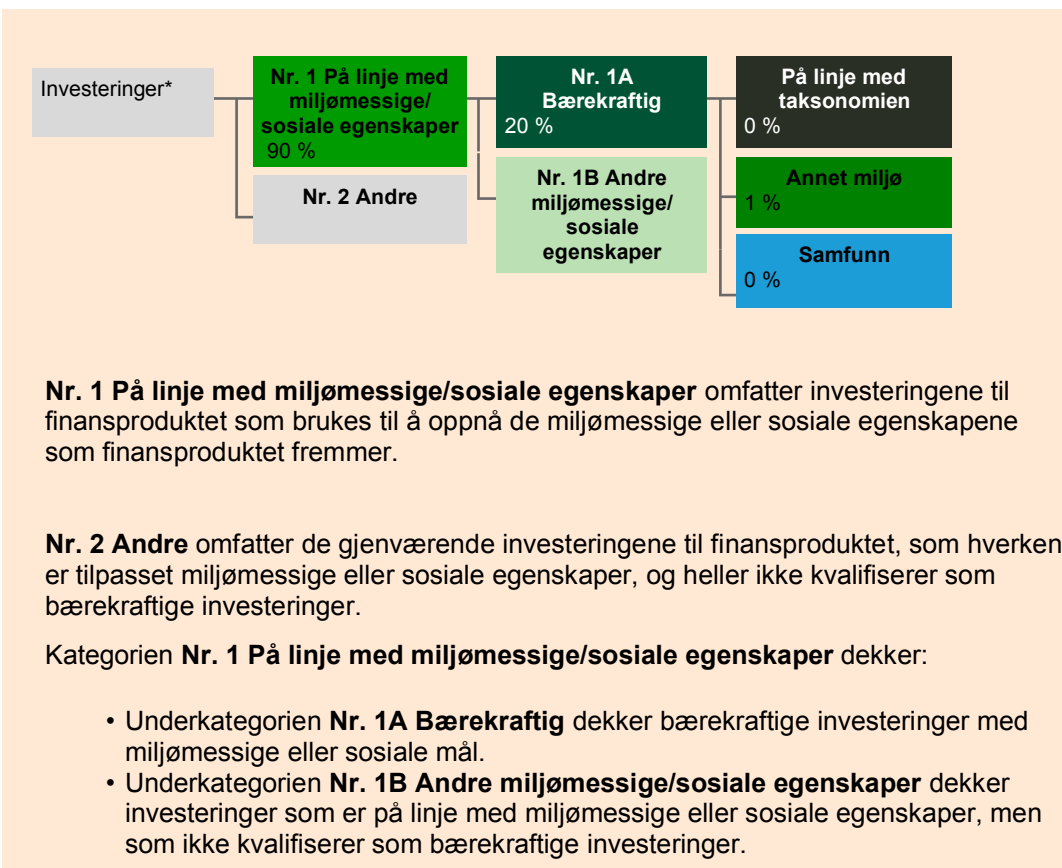 Investeringer*
Nr. 1 På linje med
miljømessige/
sosiale egenskaper
90 %
Nr. 2 Andre
Nr. 1A
Bærekraftig
20 %
Nr. 1B Andre
miljømessige/
sosiale
egenskaper
På linje med
taksonomien
0 %
Annet miljø
1 %
Samfunn
0 %
Nr. 1 På linje med miljømessige/sosiale egenskaper omfatter investeringene til
finansproduktet som brukes til å oppnå de miljømessige eller sosiale egenskapene
som finansproduktet fremmer.
Nr. 2 Andre omfatter de gjenværende investeringene til finansproduktet, som hverken
er tilpasset miljømessige eller sosiale egenskaper, og heller ikke kvalifiserer som
bærekraftige investeringer.
Kategorien Nr. 1 På linje med miljømessige/sosiale egenskaper dekker:
• Underkategorien Nr. 1A Bærekraftig dekker bærekraftige investeringer med
miljømessige eller sosiale mål.
• Underkategorien Nr. 1B Andre miljømessige/sosiale egenskaper dekker
investeringer som er på linje med miljømessige eller sosiale egenskaper, men
som ikke kvalifiserer som bærekraftige investeringer.